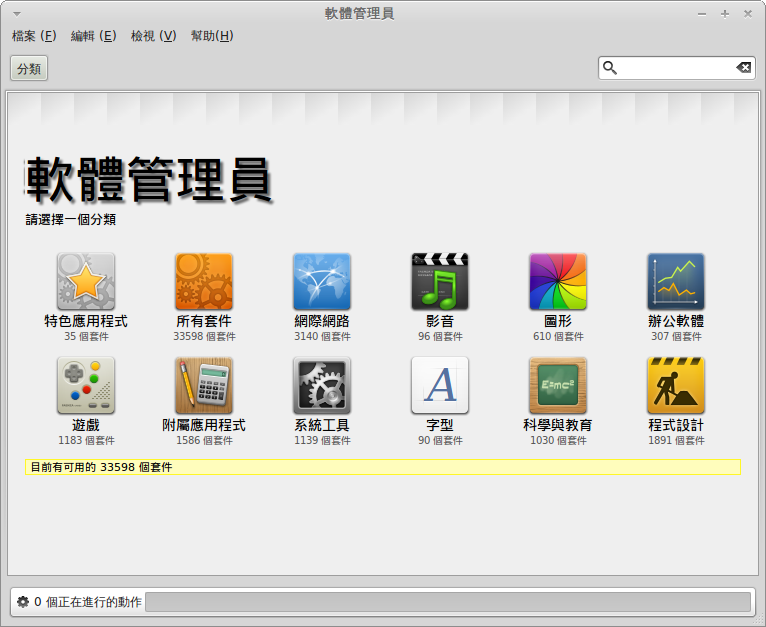 軟體管理員
檔案 (F) 編輯 (E) 檢視 (V) 幫助(H)
分類
軟體管理員
請選擇一個分類
特色應用程式 所有套件 網際網路 影音 圖形 辦公軟體
35 個套件 33598 個套件 3140 個套件 96 個套件 610 個套件 307 個套件
E=mc²
遊戲 附屬應用程式 系統工具 字型 科學與教育 程式設計
1183 個套件 1586 個套件 1139 個套件 90 個套件 1030 個套件 1891 個套件
目前有可用的 33598 個套件
0 個正在進行的動作